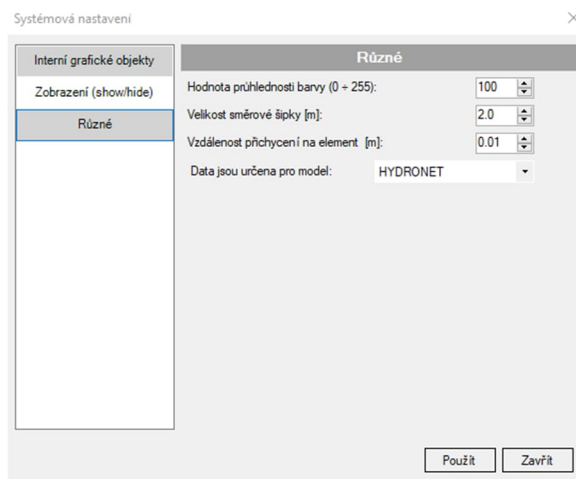 Systémová nastavení
Interní grafické objekty
Zobrazení (show/hide)
Různé
Různé
Hodnota průhlednosti barvy (0 ÷ 255): 100
Velikost směrové šipky [m]: 2.0
Vzdálenost přichycení na element [m]: 0.01
Data jsou určena pro model: HYDRONET
Použít Zavřít